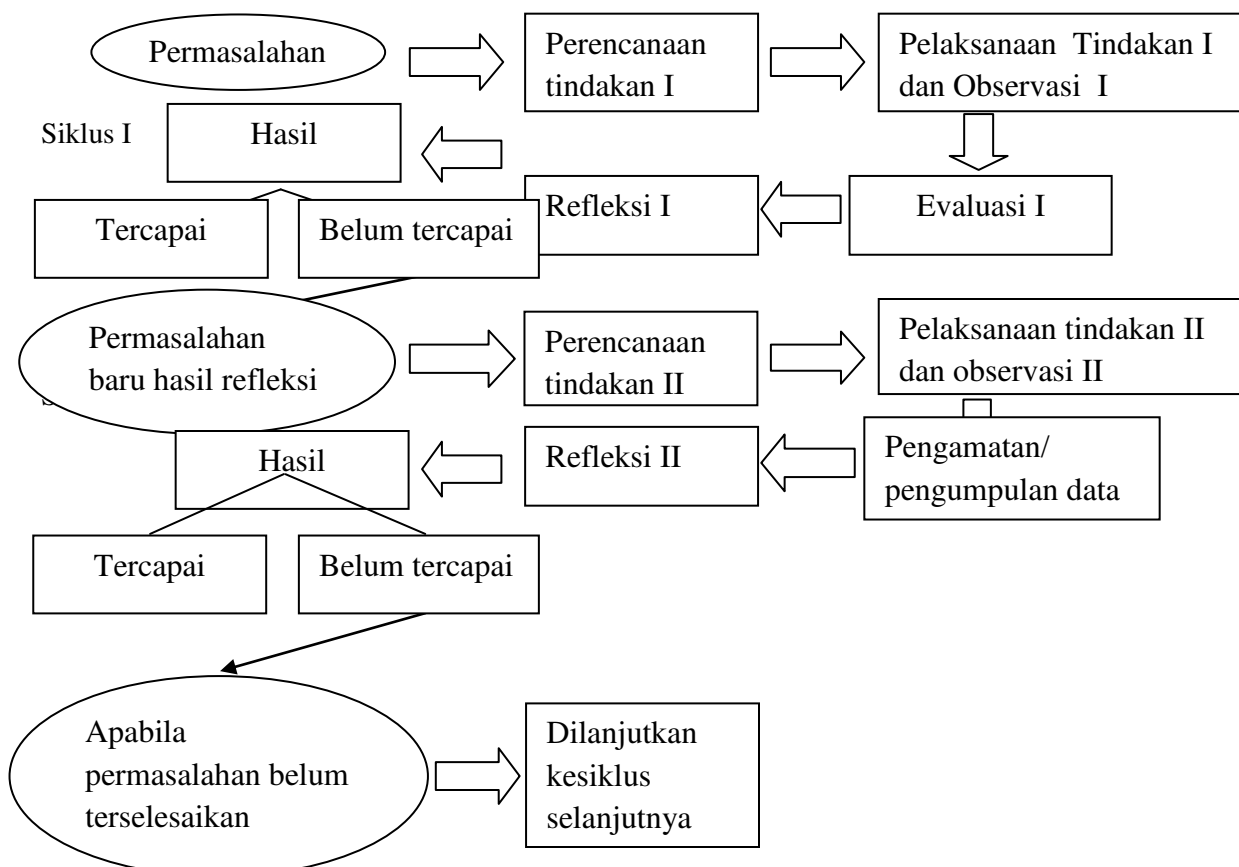 Permasalahan
Perencanaan
tindakan I
Pelaksanaan Tindakan I
dan Observasi I
Siklus I
Hasil
Refleksi I
Evaluasi I
Tercapai
Belum tercapai
Permasalahan
baru hasil refleksi
Perencanaan
tindakan II
Pelaksanaan tindakan II
dan observasi II
Hasil
Refleksi II
Pengamatan/
pengumpulan data
Tercapai
Belum tercapai
Apabila
permasalahan belum
terselesaikan
Dilanjutkan
kesiklus
selanjutnya